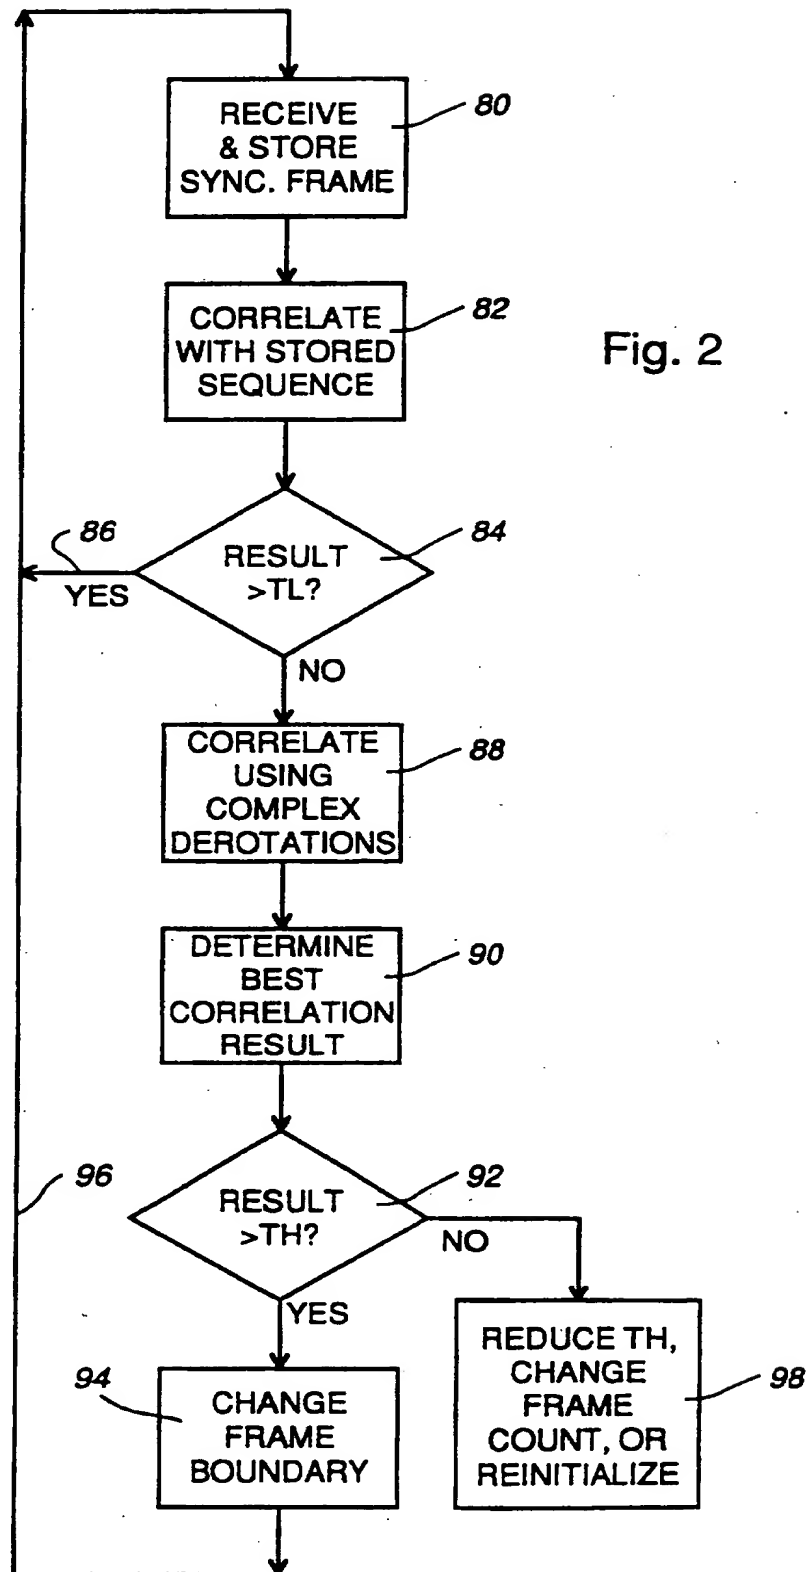 RECEIVE
& STORE
SYNC. FRAME
80
CORRELATE
WITH STORED
SEQUENCE
82
Fig. 2
RESULT
>TL?
84
86
YES
NO
CORRELATE
USING
COMPLEX
DEROTATIONS
88
DETERMINE
BEST
CORRELATION
RESULT
90
RESULT
>TH?
92
96
NO
YES
CHANGE
FRAME
BOUNDARY
94
REDUCE TH,
CHANGE
FRAME
COUNT, OR
REINITIALIZE
98